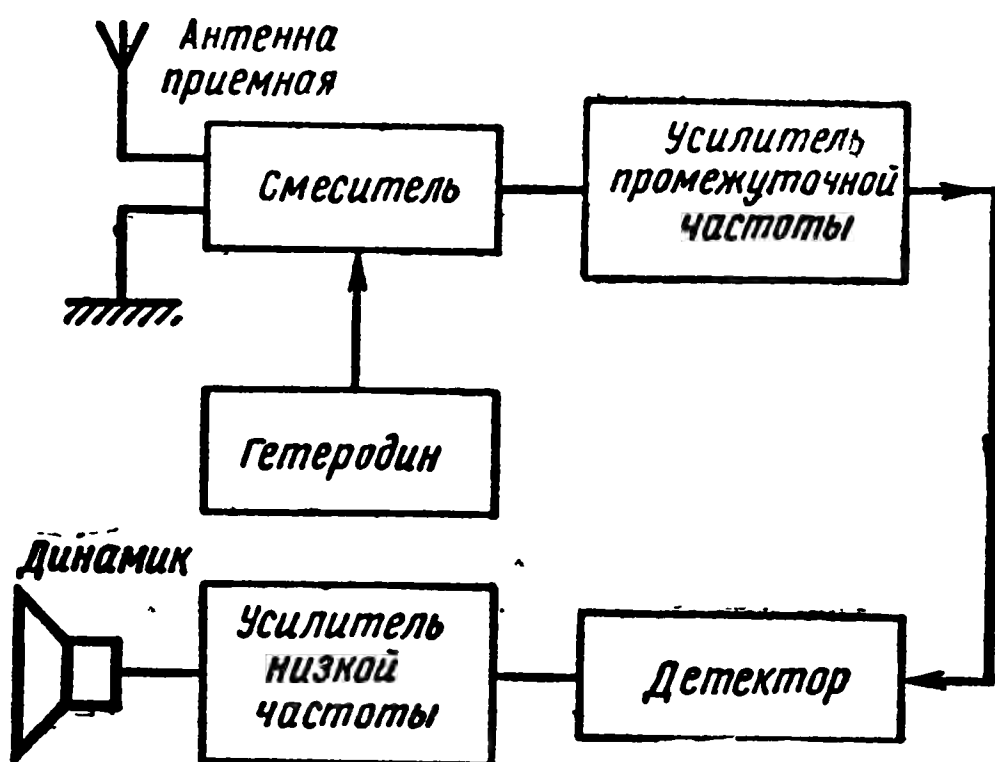 Антенна
приемная
Смеситель
Усилитель
промежуточной
частоты
Гетеродин
Динамик
Усилитель
низкой
частоты
Детектор